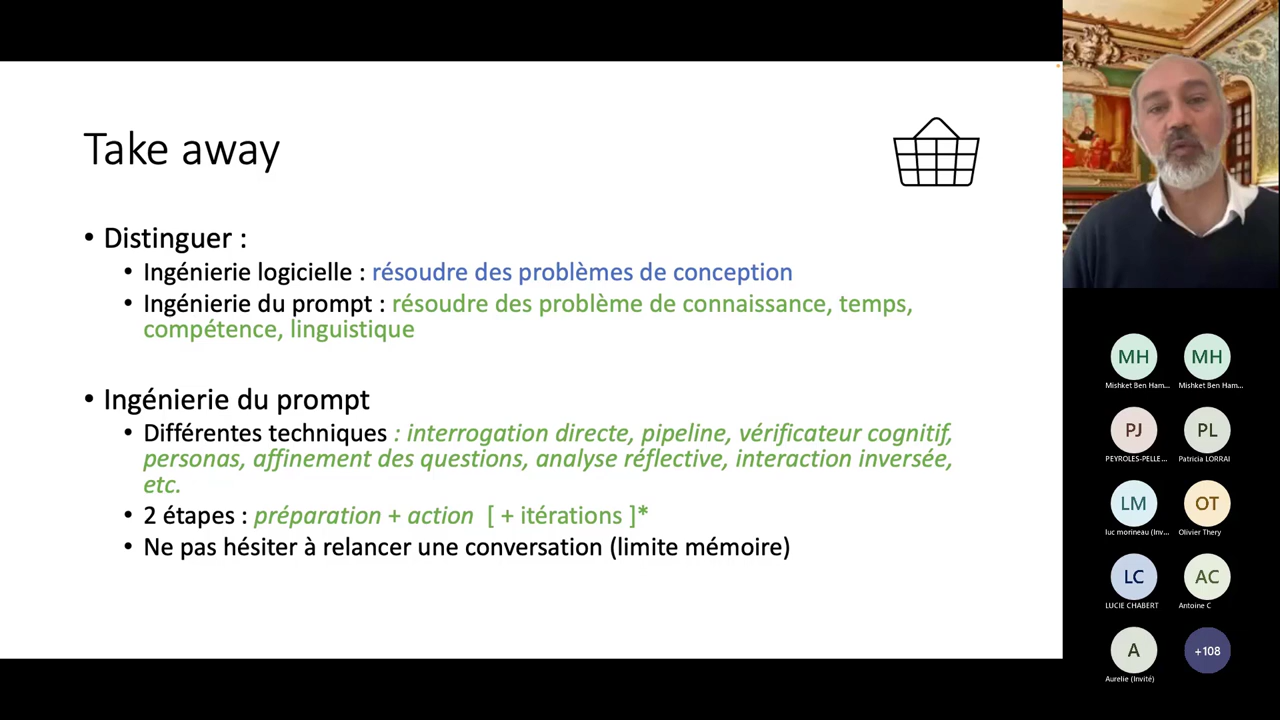 Take away
• Distinguer :
• Ingénierie logicielle : résoudre des problèmes de conception
• Ingénierie du prompt : résoudre des problème de connaissance, temps,
compétence, linguistique
• Ingénierie du prompt
• Différentes techniques : interrogation directe, pipeline, vérificateur cognitif,
personas, affinement des questions, analyse réflective, interaction inversée,
etc.
• 2 étapes : préparation + action [ + itérations ]*
• Ne pas hésiter à relancer une conversation (limite mémoire)
MH MH
Mishket Ben Ham... Mishket Ben Ham...
PJ PL
PEYROLES-PELLE... Patricia LORRAI
LM OT
luc morineau (Inv... Olivier Thery
LC AC
LUCIE CHABERT Antoine C
A +108
Aurelie (Invité)